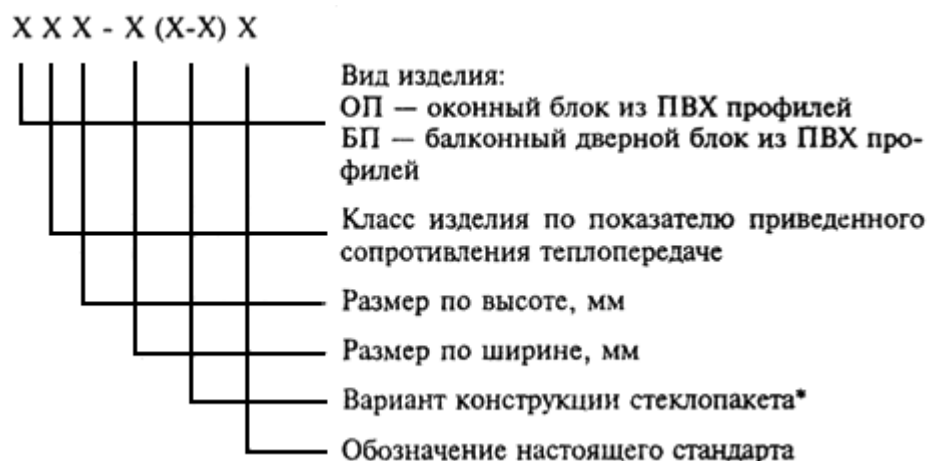 X X X - X (X-X) X
Вид изделия:
ОП — оконный блок из ПВХ профилей
БП — балконный дверной блок из ПВХ про-
филей
Класс изделия по показателю приведенного
сопротивления теплопередаче
Размер по высоте, мм
Размер по ширине, мм
Вариант конструкции стеклопакета*
Обозначение настоящего стандарта